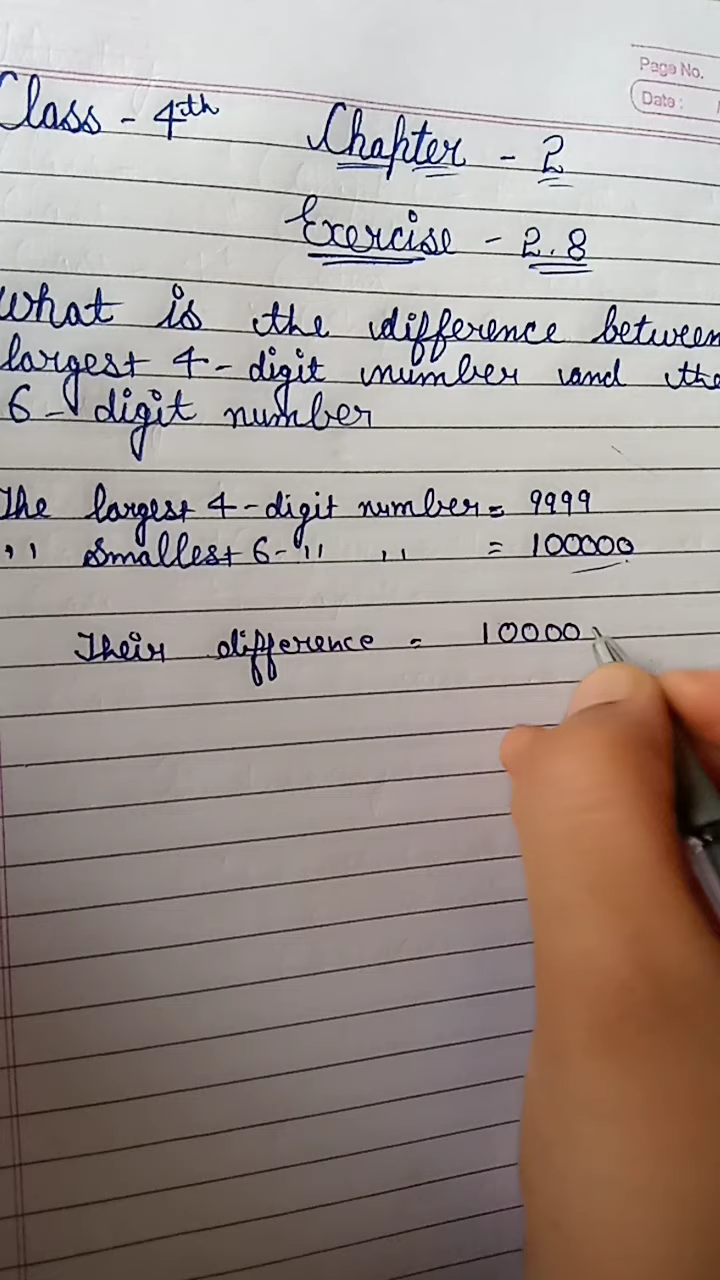 Page No.
Date :
Class - 4th
Chapter - 2
Exercise - 2.8
What is the difference between
largest 4-digit number and the
6-digit number
The largest 4-digit number = 9999
,, smallest 6- ,, ,, = 100000
Their difference = 10000